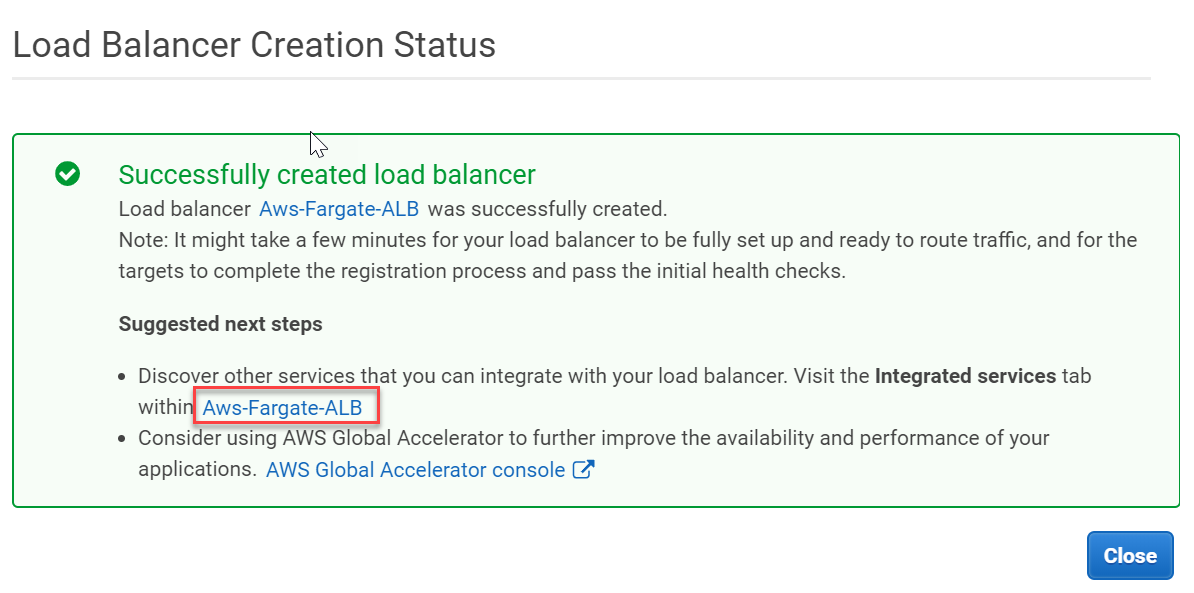 Load Balancer Creation Status
Successfully created load balancer
Load balancer Aws-Fargate-ALB was successfully created.
Note: It might take a few minutes for your load balancer to be fully set up and ready to route traffic, and for the
targets to complete the registration process and pass the initial health checks.
Suggested next steps
• Discover other services that you can integrate with your load balancer. Visit the Integrated services tab
within Aws-Fargate-ALB
• Consider using AWS Global Accelerator to further improve the availability and performance of your
applications. AWS Global Accelerator console
Close